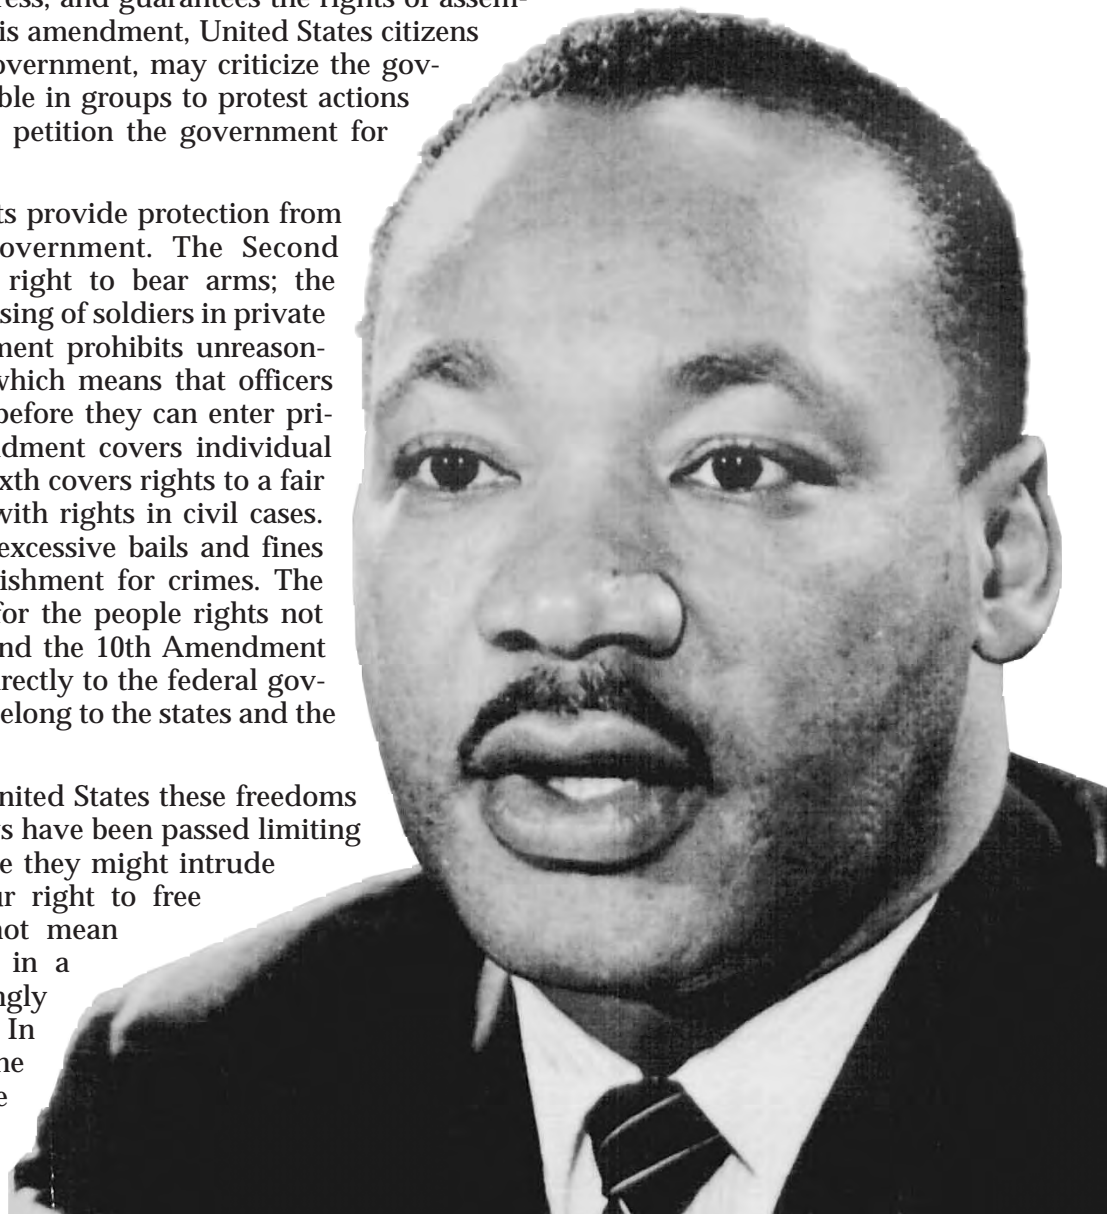 ress, and guarantees the rights of assem-
is amendment, United States citizens
overnment, may criticize the gov-
ble in groups to protest actions
petition the government for
ts provide protection from
overnment. The Second
right to bear arms; the
sing of soldiers in private
ment prohibits unreason-
which means that officers
before they can enter pri-
dment covers individual
xth covers rights to a fair
with rights in civil cases.
excessive bails and fines
ishment for crimes. The
for the people rights not
nd the 10th Amendment
irectly to the federal gov-
elong to the states and the
nited States these freedoms
s have been passed limiting
e they might intrude
ur right to free
not mean
in a
ngly
In
he
e